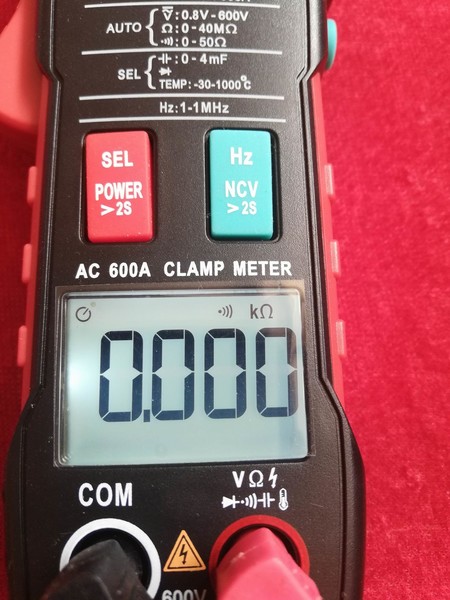 V:0.8V-600V
AUTO
Ω:0-40MΩ
:0-50Ω
:0-4mF
SEL
TEMP:-30-1000℃
Hz:1-1MHz
SEL
POWER
>2S
Hz
NCV
>2S
AC 600A CLAMP METER
kΩ
0.000
COM
VΩ
600V